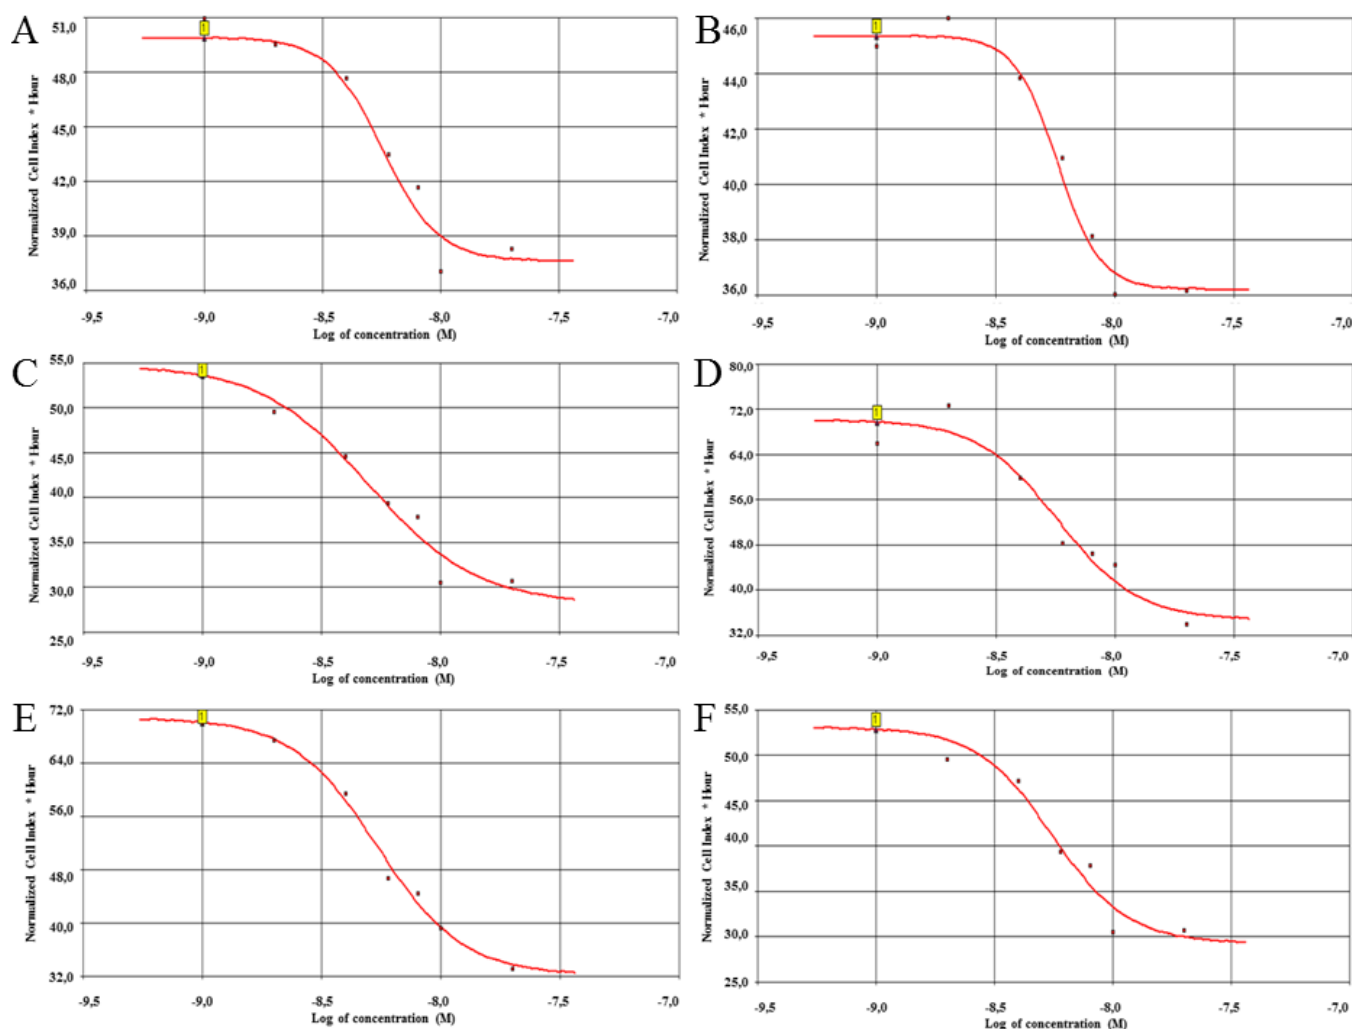 A
51,0
48,0
45,0
42,0
39,0
36,0
Normalized Cell Index * Hour
1
-9,5 -9,0 -8,5 -8,0 -7,5 -7,0
Log of concentration (M)
B
46,0
44,0
42,0
40,0
38,0
36,0
Normalized Cell Index * Hour
1
-9,5 -9,0 -8,5 -8,0 -7,5 -7,0
Log of concentration (M)
C
55,0
50,0
45,0
40,0
35,0
30,0
25,0
Normalized Cell Index * Hour
1
-9,5 -9,0 -8,5 -8,0 -7,5 -7,0
Log of concentration (M)
D
80,0
72,0
64,0
56,0
48,0
40,0
32,0
Normalized Cell Index * Hour
1
-9,5 -9,0 -8,5 -8,0 -7,5 -7,0
Log of concentration (M)
E
72,0
64,0
56,0
48,0
40,0
32,0
Normalized Cell Index * Hour
1
-9,5 -9,0 -8,5 -8,0 -7,5 -7,0
Log of concentration (M)
F
55,0
50,0
45,0
40,0
35,0
30,0
25,0
Normalized Cell Index * Hour
1
-9,5 -9,0 -8,5 -8,0 -7,5 -7,0
Log of concentration (M)